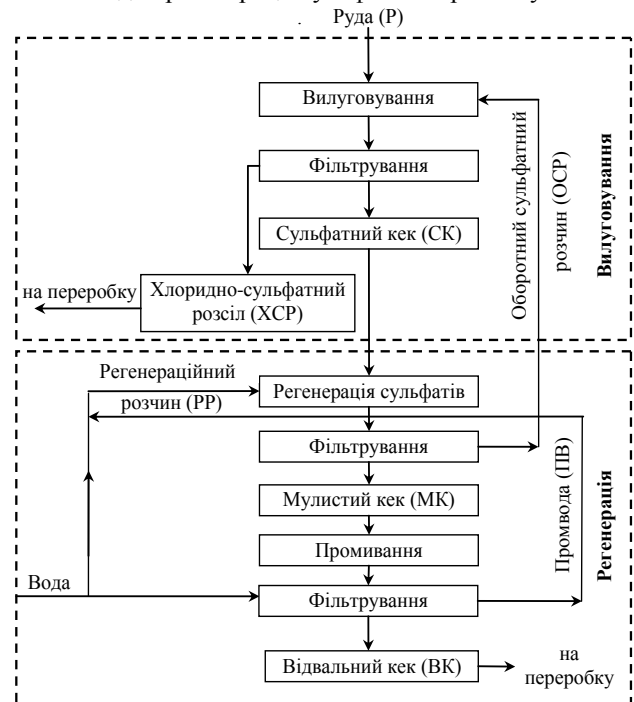 Руда (Р)
Вилуговування
Фільтрування
Сульфатний кек (СК)
на переробку
Хлоридно-сульфатний
розсіл (ХСР)
Оборотний сульфатний
розчин (ОСР)
Вилуговування
Регенераційний
розчин (РР)
Регенерація сульфатів
Фільтрування
Мулистий кек (МК)
Промивання
Вода
Фільтрування
Відвальний кек (ВК)
на
переробку
Промвода (ПВ)
Регенерація